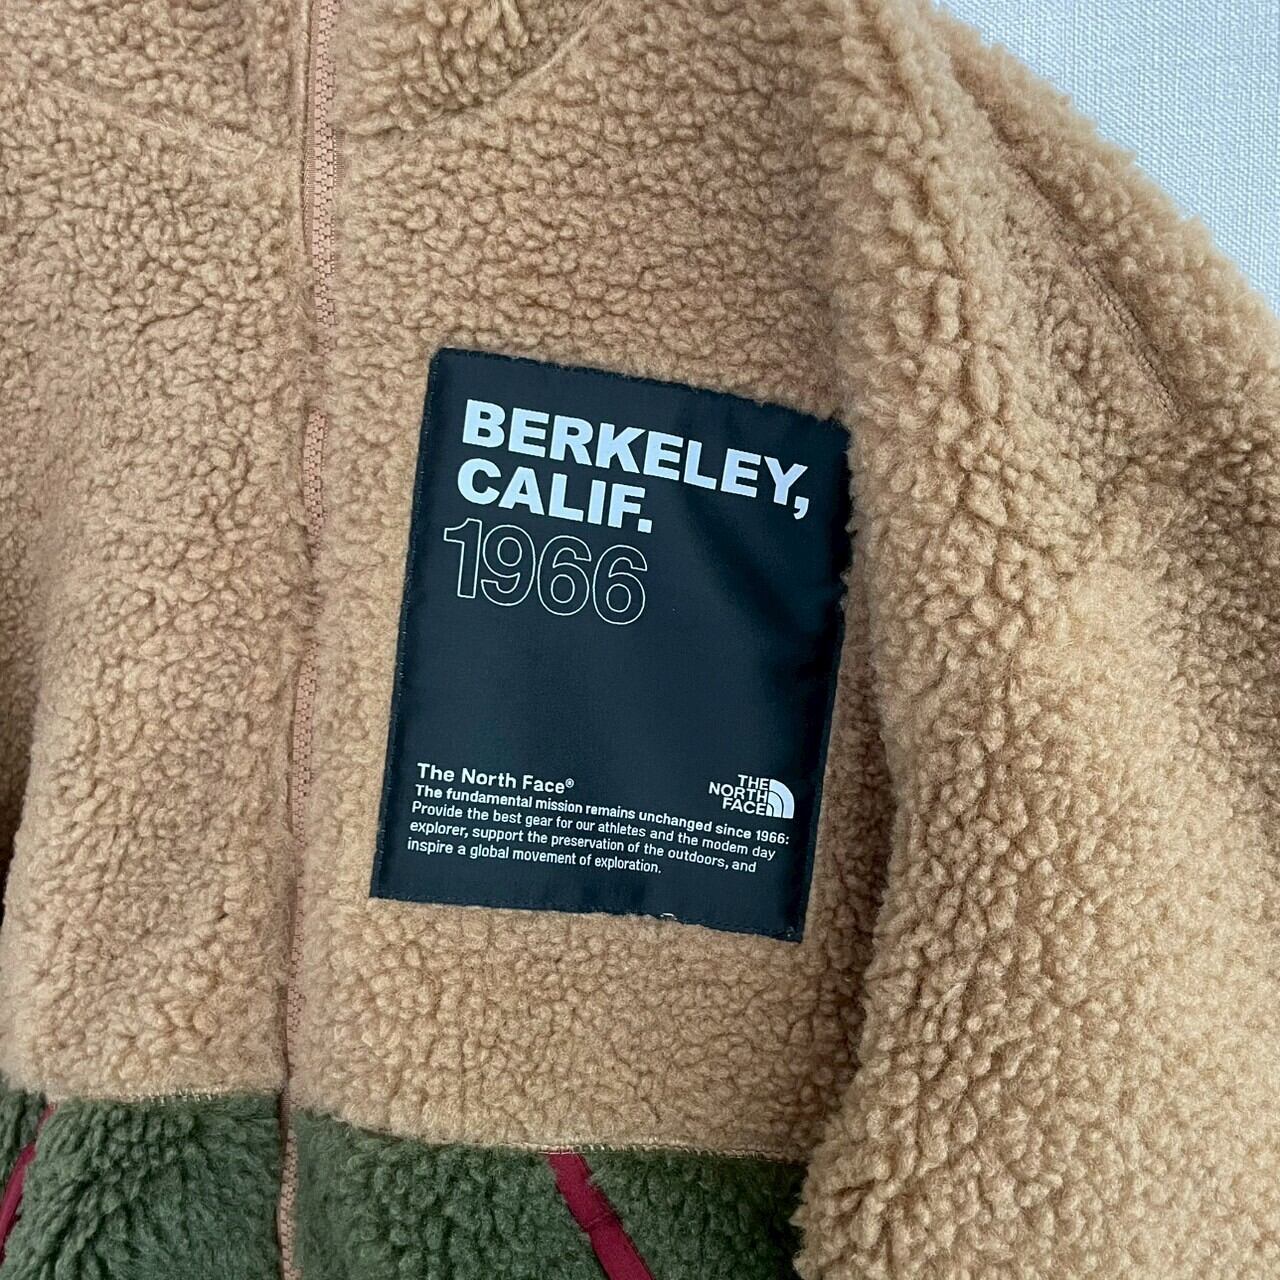 BERKELEY,
CALIF.
1966
The North Face®
The fundamental mission remains unchanged since 1966:
Provide the best gear for our athletes and the modern day
explorer, support the preservation of the outdoors, and
inspire a global movement of exploration.
THE
NORTH
FACE